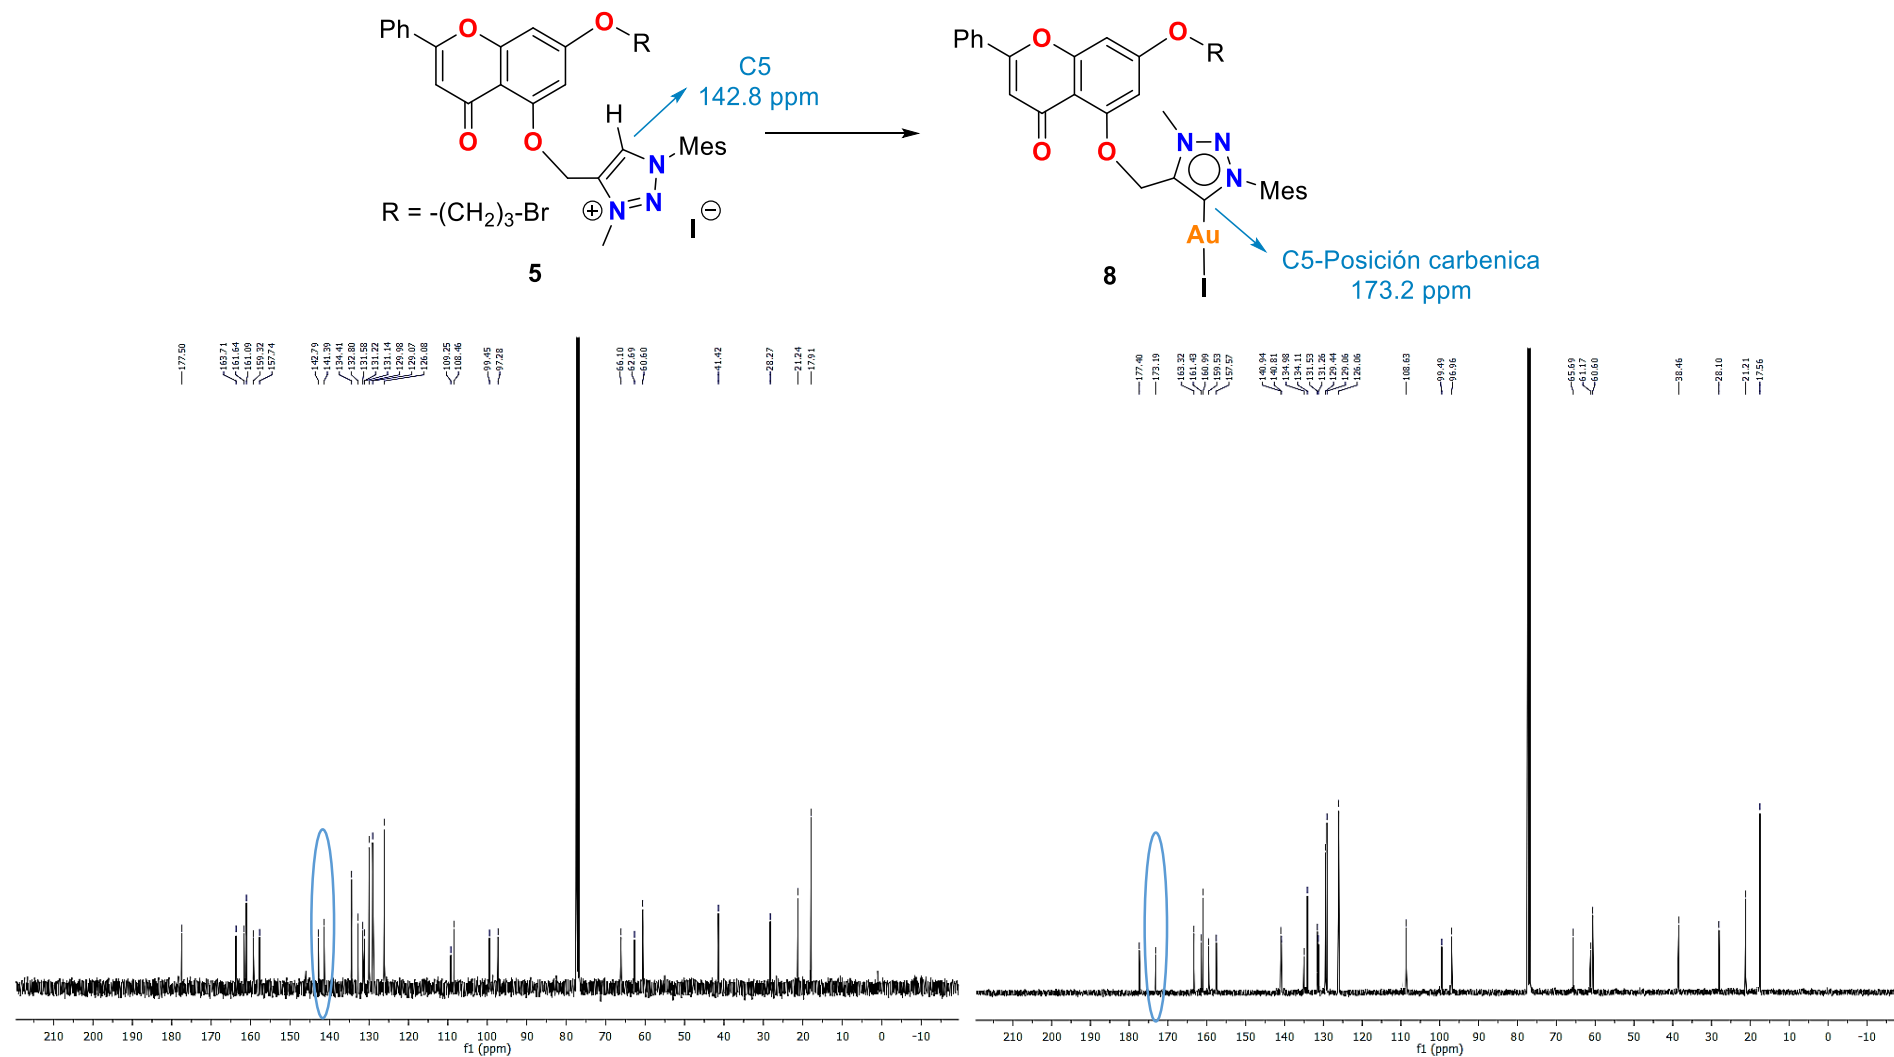 Ph
O
O
R
C5
142.8 ppm
H
O
O
Mes
N
N
N
R = -(CH2)3-Br
⊕
I⊖
5
Ph
O
O
R
O
O
N
N
N
Mes
Au
I
8
C5-Posición carbenica
173.2 ppm
177.50
163.71
161.64
161.09
159.32
157.74
142.79
141.39
134.41
132.80
131.58
131.22
131.14
129.98
129.07
126.08
109.25
108.46
99.45
97.28
66.10
62.69
60.60
41.42
28.27
21.24
17.91
177.40
173.19
163.32
161.43
160.99
159.53
157.57
140.94
140.81
134.98
134.11
131.53
131.26
129.44
129.06
126.06
108.63
99.49
96.96
65.69
61.17
60.60
38.46
28.10
21.21
17.56
210 200 190 180 170 160 150 140 130 120 110 100 90 80 70 60 50 40 30 20 10 0 -10
f1 (ppm)
210 200 190 180 170 160 150 140 130 120 110 100 90 80 70 60 50 40 30 20 10 0 -10
f1 (ppm)